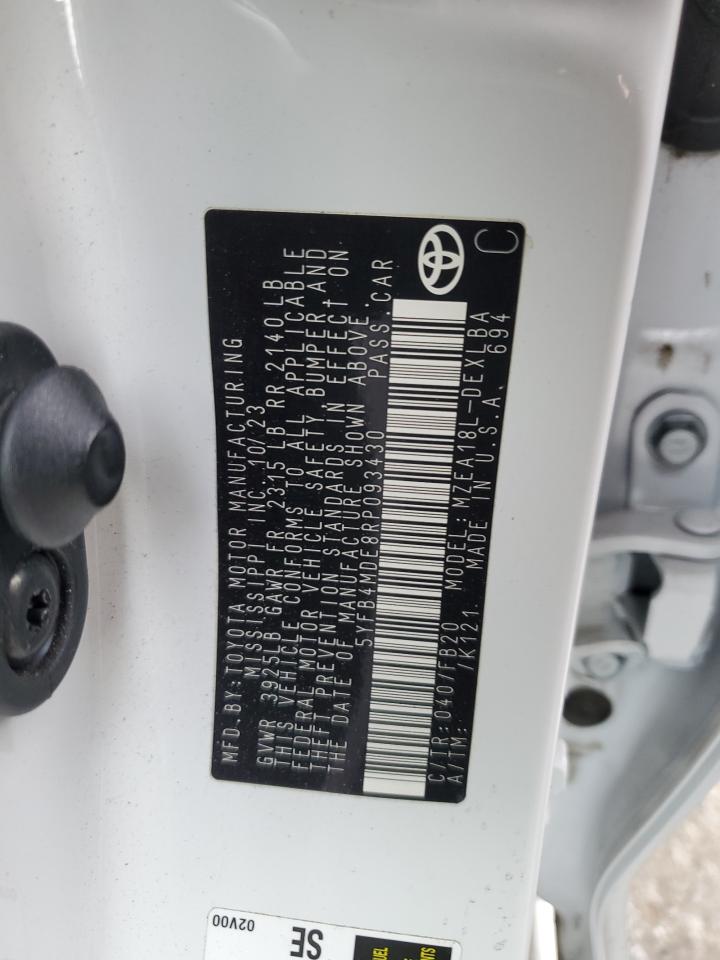 MFD.BY:TOYOTA MOTOR MANUFACTURING
MISSISSIPPI INC. 10/23
GVWR 3925LB GAWR FR 2315 LB RR 2140LB
THIS VEHICLE CONFORMS TO ALL APPLICABLE
FEDERAL MOTOR VEHICLE SAFETY BUMPER AND
THEFT PREVENTION STANDARDS IN EFFECT ON
THE DATE OF MANUFACTURE SHOWN ABOVE.
5YFB4MDE8RP093430 PASS.CAR
C/TR:040/FB20 MODEL:MZEA18L-DEXLBA
A/TM: -/K121. MADE IN U.S.A. 694
C
02V00
SE